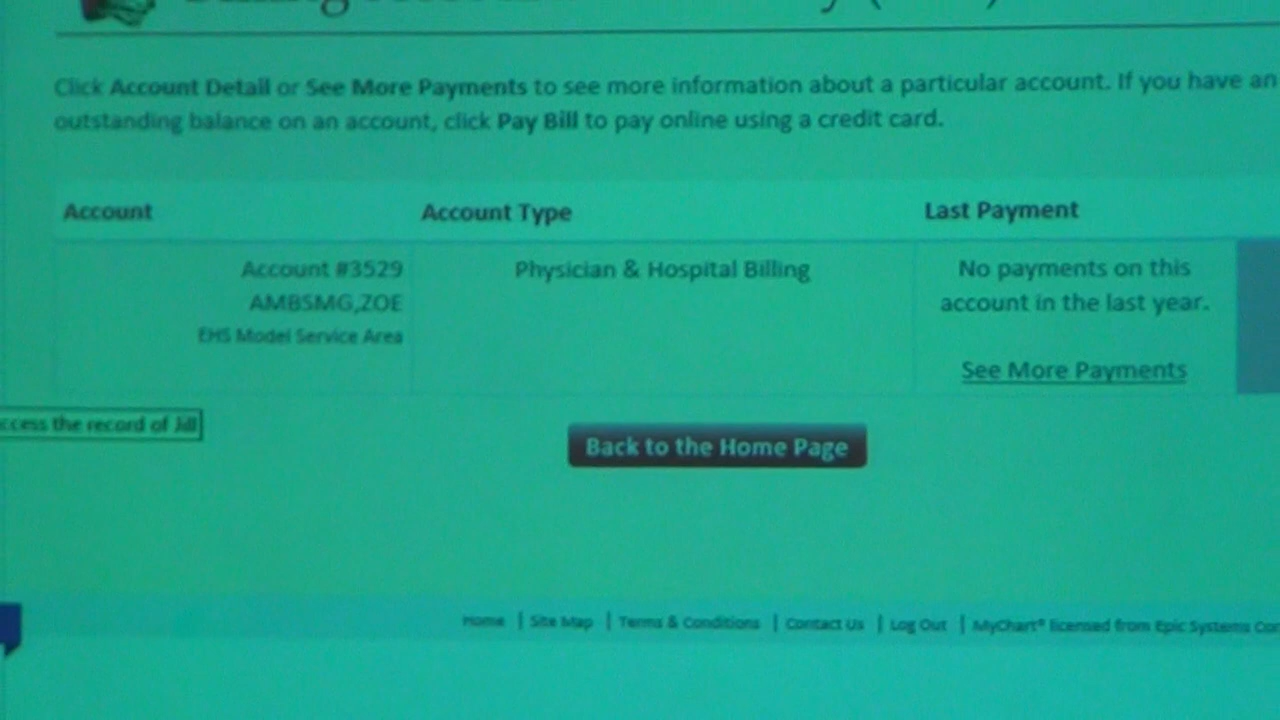 Click Account Detail or See More Payments to see more information about a particular account. If you have an
outstanding balance on an account, click Pay Bill to pay online using a credit card.
Account Account Type Last Payment
Account #3529 Physician & Hospital Billing No payments on this
AMBSMG,ZOE account in the last year.
EHS Model Service Area
See More Payments
the record of Jill
Back to the Home Page
Home | Site Map | Terms & Conditions | Contact Us | Log Out | MyChart® licensed from Epic Systems